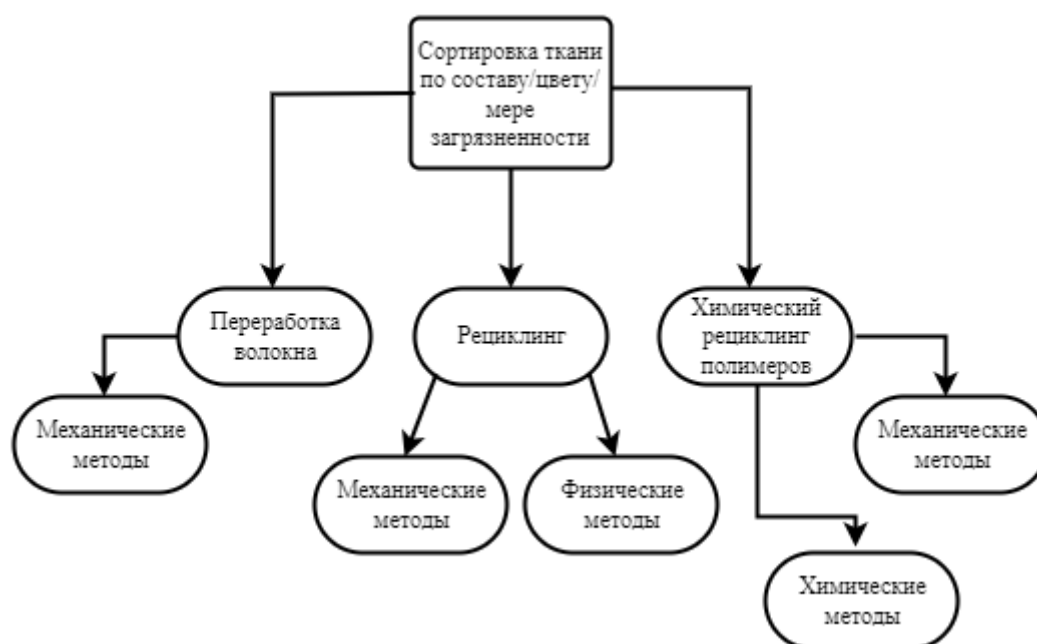 Сортировка ткани
по составу/цвету/
мере
загрязненности
Переработка
волокна
Рециклинг
Химический
рециклинг
полимеров
Механические
методы
Механические
методы
Физические
методы
Механические
методы
Химические
методы